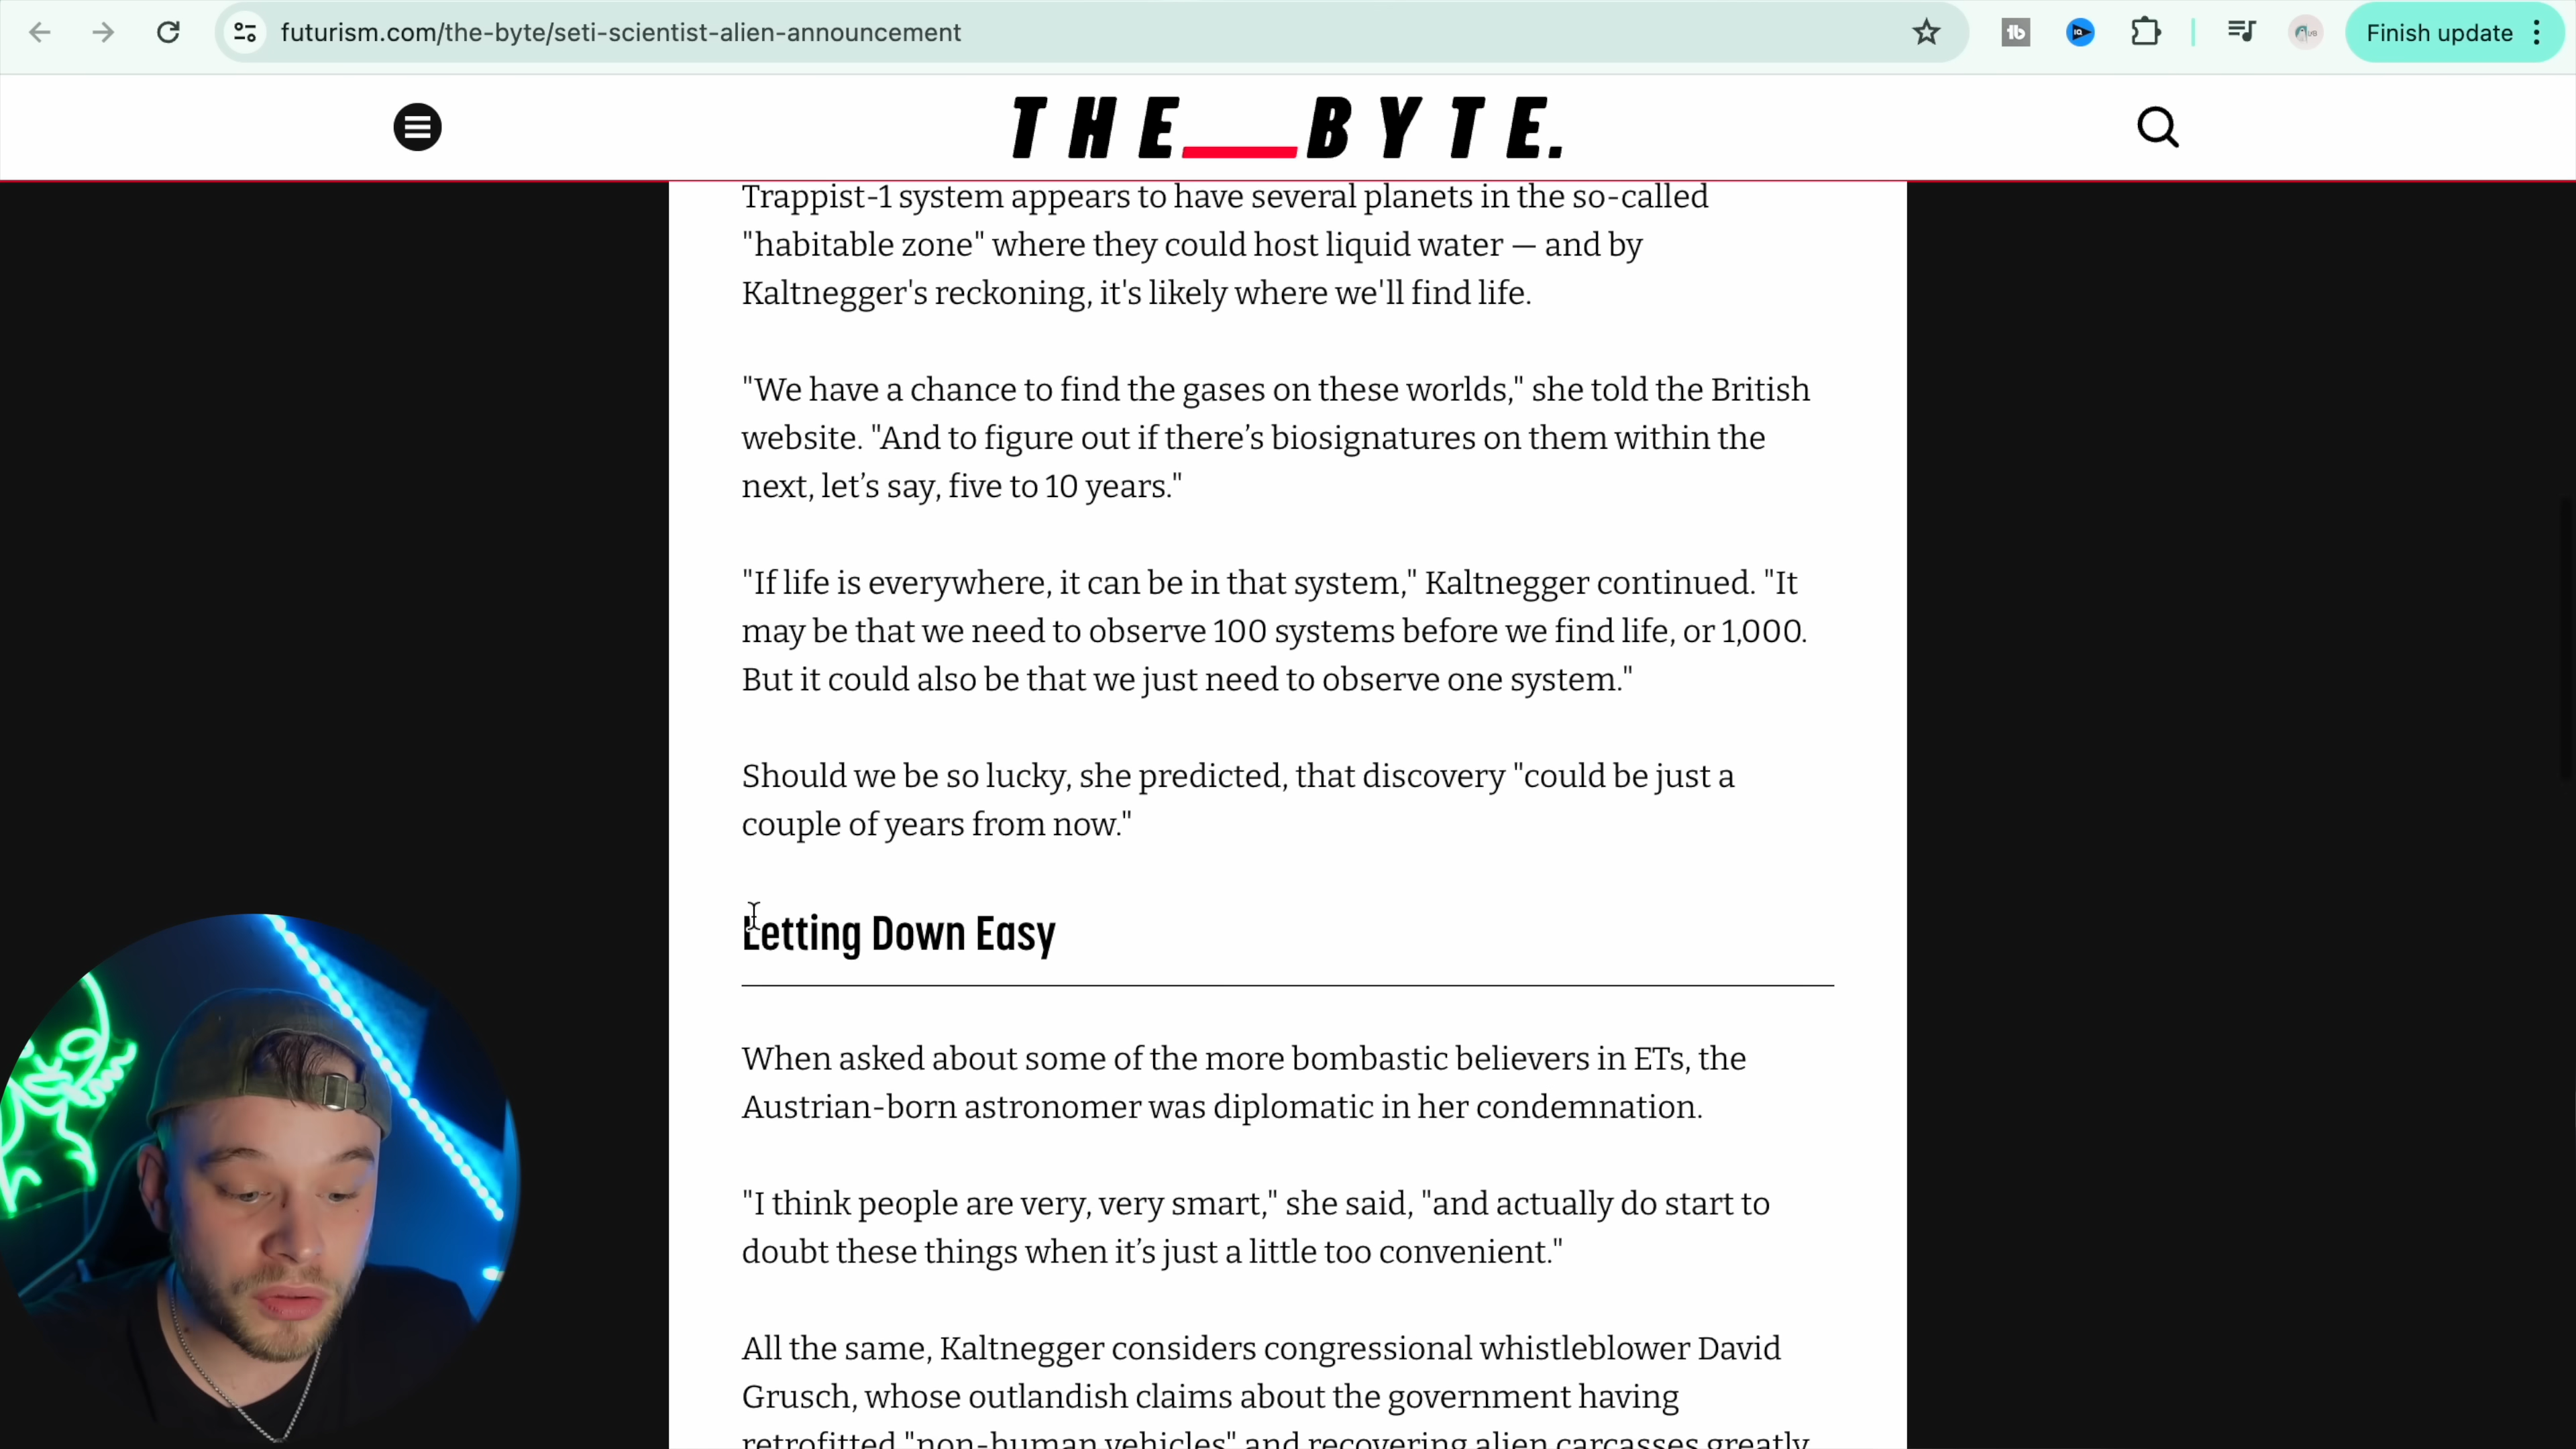 futurism.com/the-byte/seti-scientist-alien-announcement
Finish update
THE__BYTE.
Trappist-1 system appears to have several planets in the so-called
"habitable zone" where they could host liquid water — and by
Kaltnegger's reckoning, it's likely where we'll find life.
"We have a chance to find the gases on these worlds," she told the British
website. "And to figure out if there’s biosignatures on them within the
next, let’s say, five to 10 years."
"If life is everywhere, it can be in that system," Kaltnegger continued. "It
may be that we need to observe 100 systems before we find life, or 1,000.
But it could also be that we just need to observe one system."
Should we be so lucky, she predicted, that discovery "could be just a
couple of years from now."
Letting Down Easy
When asked about some of the more bombastic believers in ETs, the
Austrian-born astronomer was diplomatic in her condemnation.
"I think people are very, very smart," she said, "and actually do start to
doubt these things when it’s just a little too convenient."
All the same, Kaltnegger considers congressional whistleblower David
Grusch, whose outlandish claims about the government having
retrofitted "non-human vehicles" and recovering alien carcasses greatly